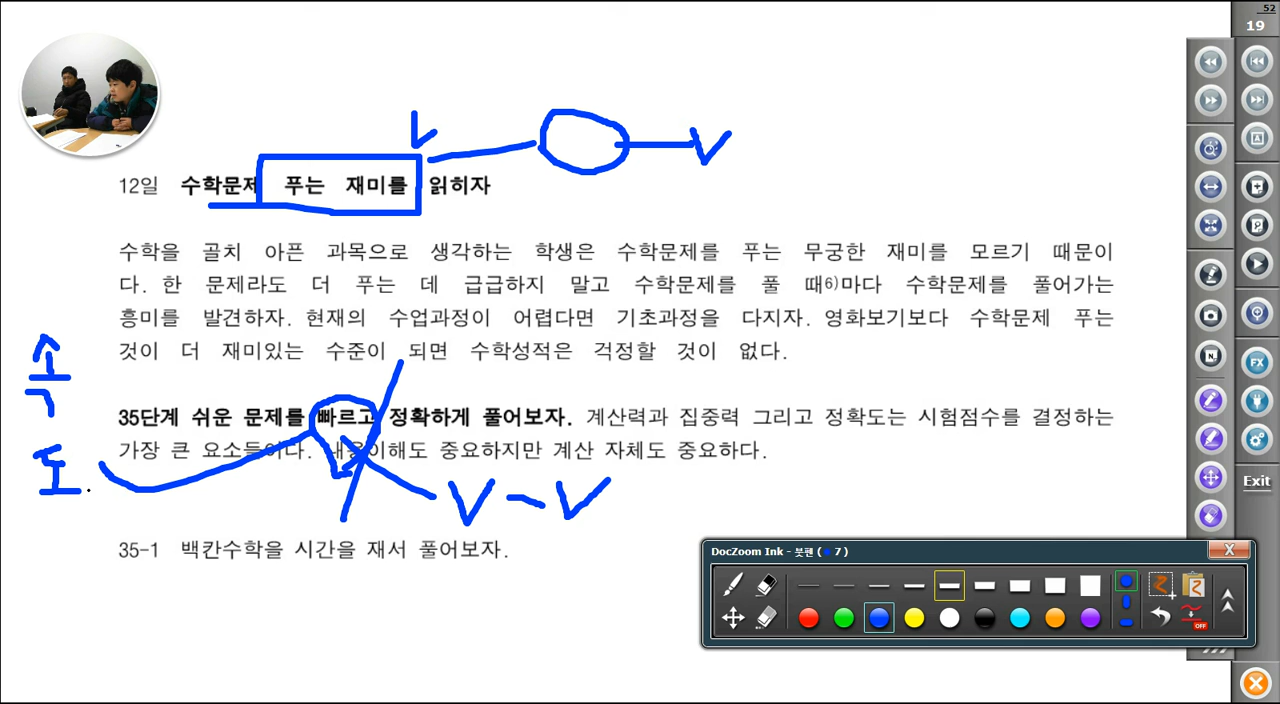 52
19
12일 수학문제 푸는 재미를 읽히자
수학을 골치 아픈 과목으로 생각하는 학생은 수학문제를 푸는 무궁한 재미를 모르기 때문이
다. 한 문제라도 더 푸는 데 급급하지 말고 수학문제를 풀 때6)마다 수학문제를 풀어가는
흥미를 발견하자. 현재의 수업과정이 어렵다면 기초과정을 다지자. 영화보기보다 수학문제 푸는
것이 더 재미있는 수준이 되면 수학성적은 걱정할 것이 없다.
35단계 쉬운 문제를 빠르고 정확하게 풀어보자. 계산력과 집중력 그리고 정확도는 시험점수를 결정하는
가장 큰 요소들이다. 내용이해도 중요하지만 계산 자체도 중요하다.
35-1 백칸수학을 시간을 재서 풀어보자.
V
V
속
도
V - V
Exit
DocZoom Ink - 붓펜 ( 7 )
X
A
N
FX
OFF